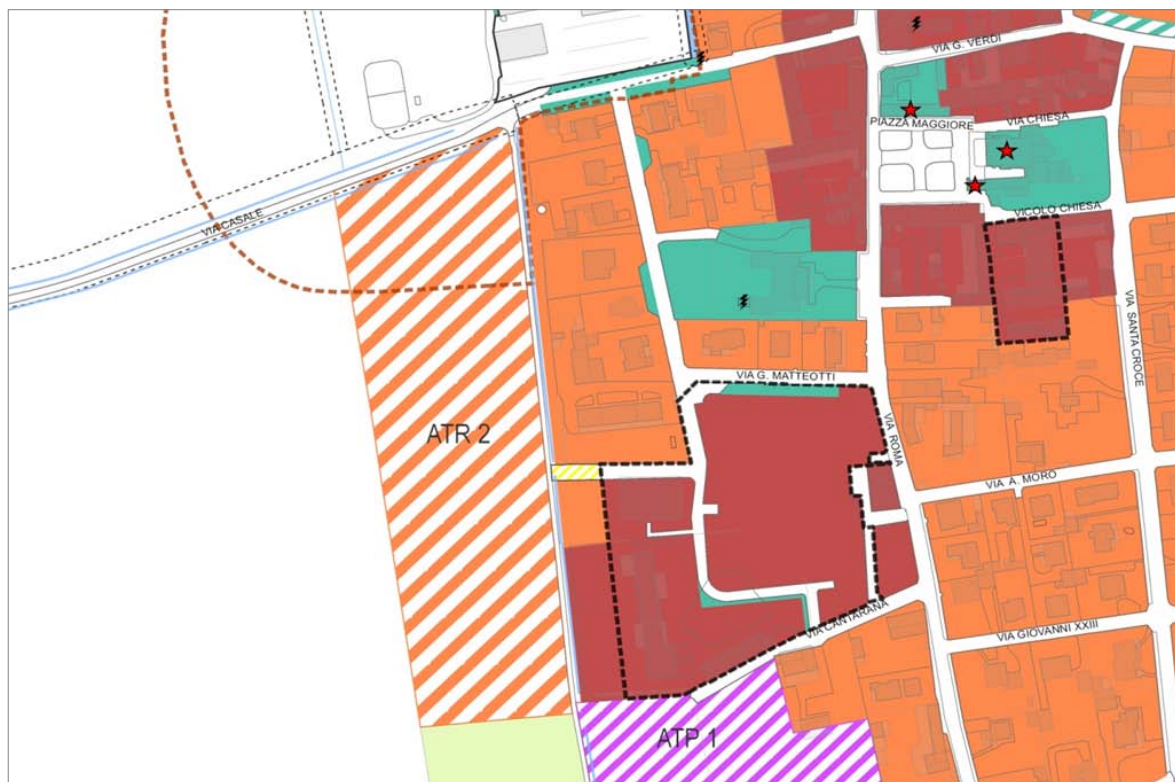 VIA G. VERDI
PIAZZA MAGGIORE
VIA CHIESA
VIA CASALE
VICOLO CHIESA
VIA SANTA CROCE
VIA G. MATTEOTTI
VIA ROMA
ATR 2
VIA A. MORO
VIA CANTARANA
VIA GIOVANNI XXIII
ATP 1